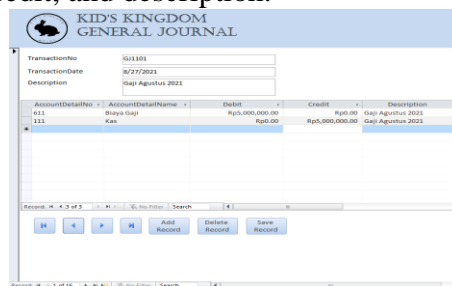 edit, and description.
KID'S KINGDOM
GENERAL JOURNAL
TransactionNo GJ1101
TransactionDate 8/27/2021
Description Gaji Agustus 2021
AccountDetailNo AccountDetailName Debit Credit Description
611 Biaya Gaji Rp5,000,000.00 Rp0.00 Gaji Agustus 2021
111 Kas Rp0.00 Rp5,000,000.00 Gaji Agustus 2021
Record: 3 of 3 No Filter Search
Add Record Delete Record Save Record
Record: 1 of 16 No Filter Search